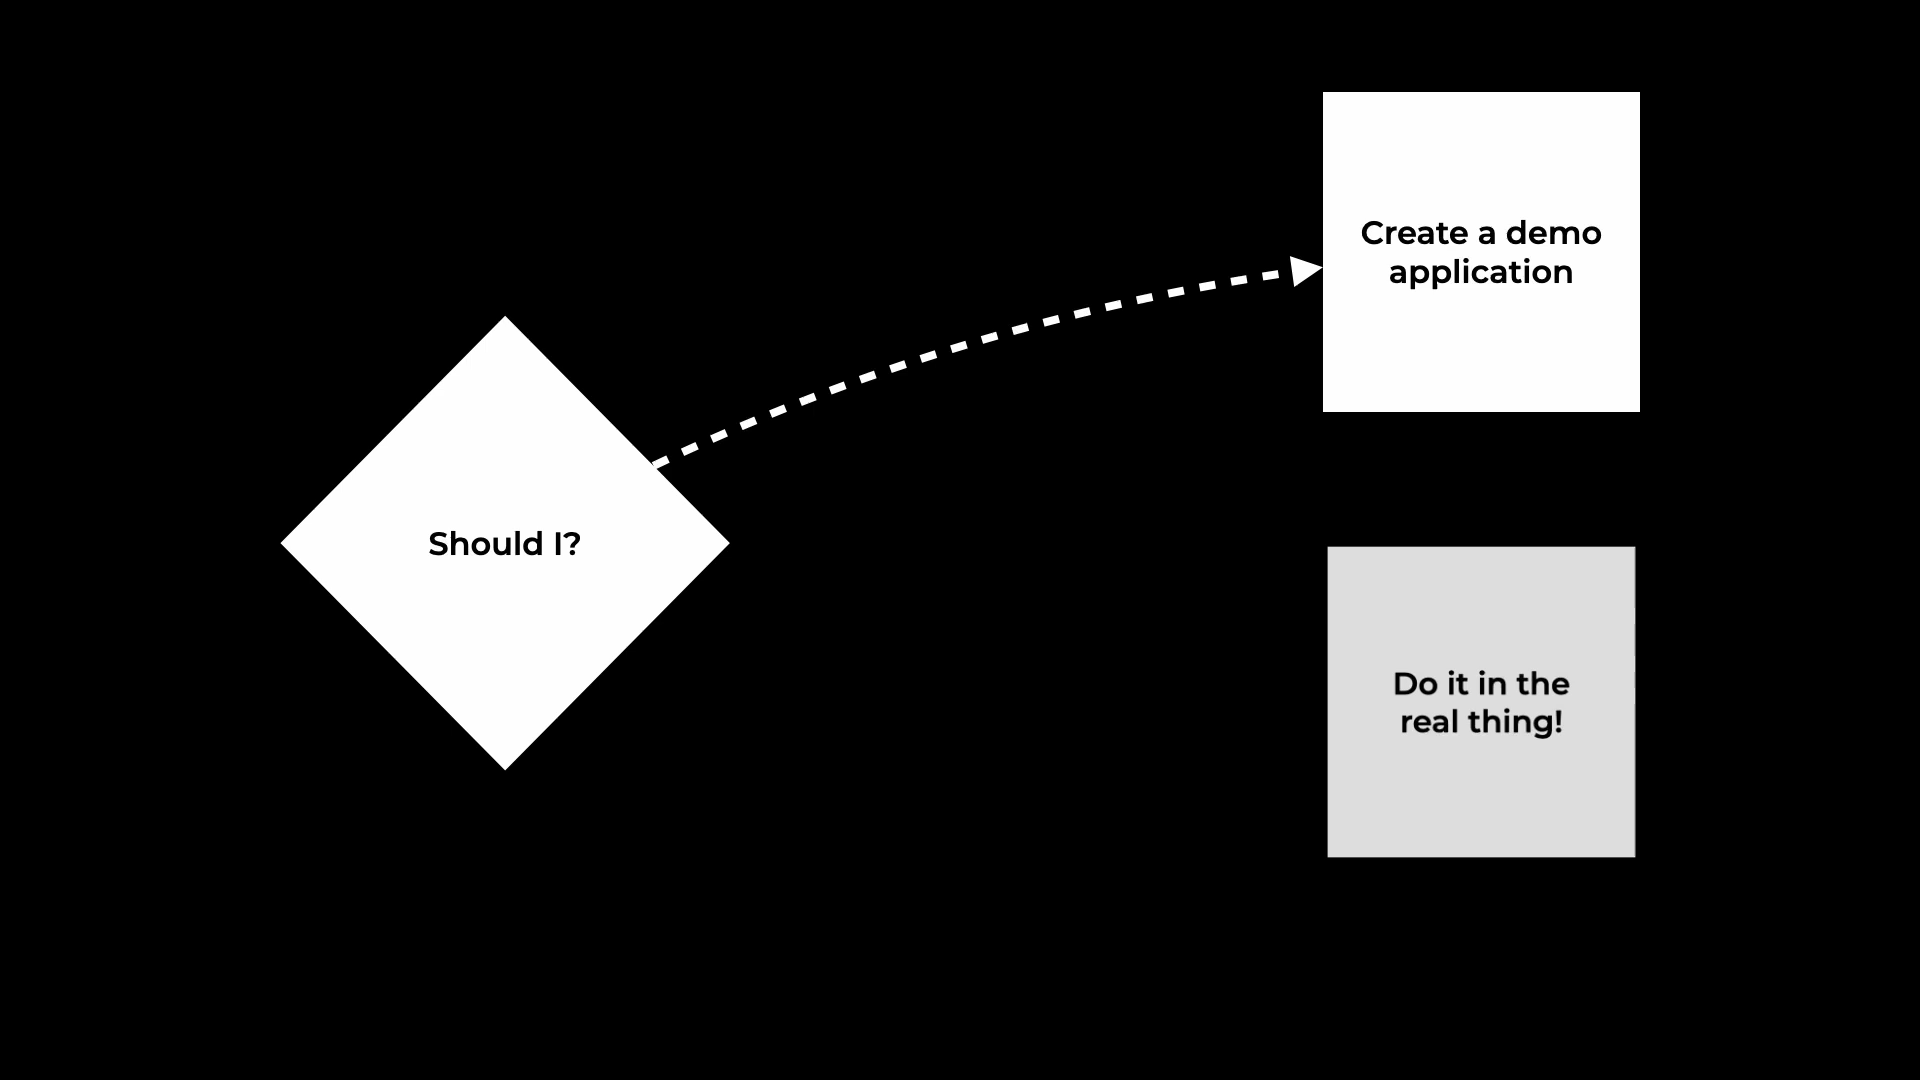 Create a demo
application
Should I?
Do it in the
real thing!